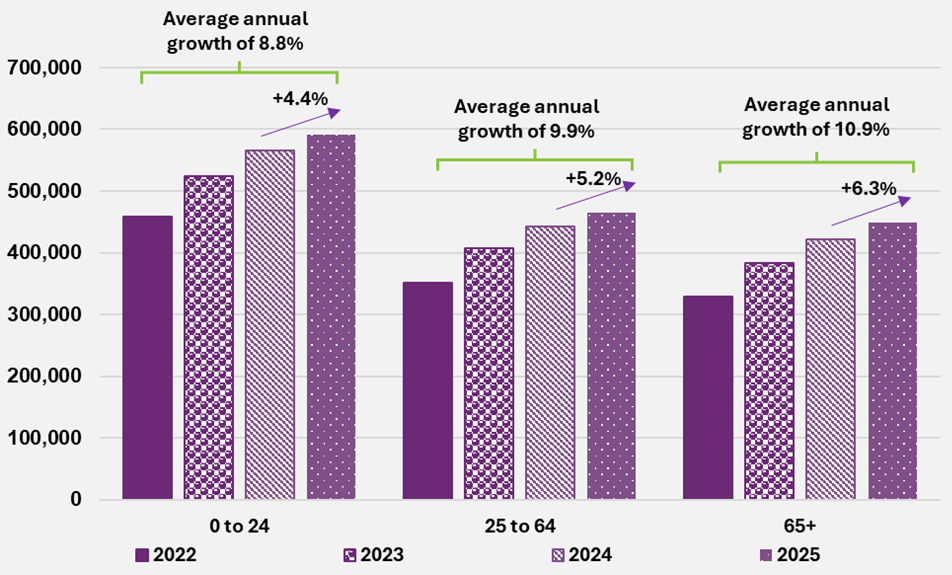 Average annual
growth of 8.8%
700,000
+4.4%
Average annual
growth of 9.9%
Average annual
growth of 10.9%
600,000
+5.2%
+6.3%
500,000
400,000
300,000
200,000
100,000
0
0 to 24
25 to 64
65+
2022
2023
2024
2025